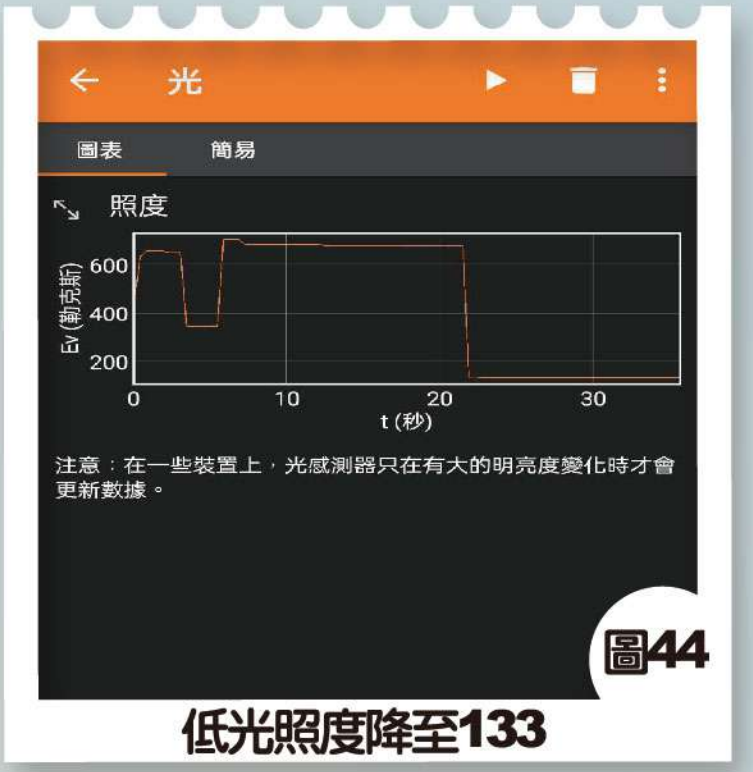 光
圖表 簡易
照度
Ev (勒克斯)
600
400
200
0 10 20 30
t (秒)
注意：在一些裝置上，光感測器只在有大的明亮度變化時才會
更新數據。
圖44
低光照度降至133